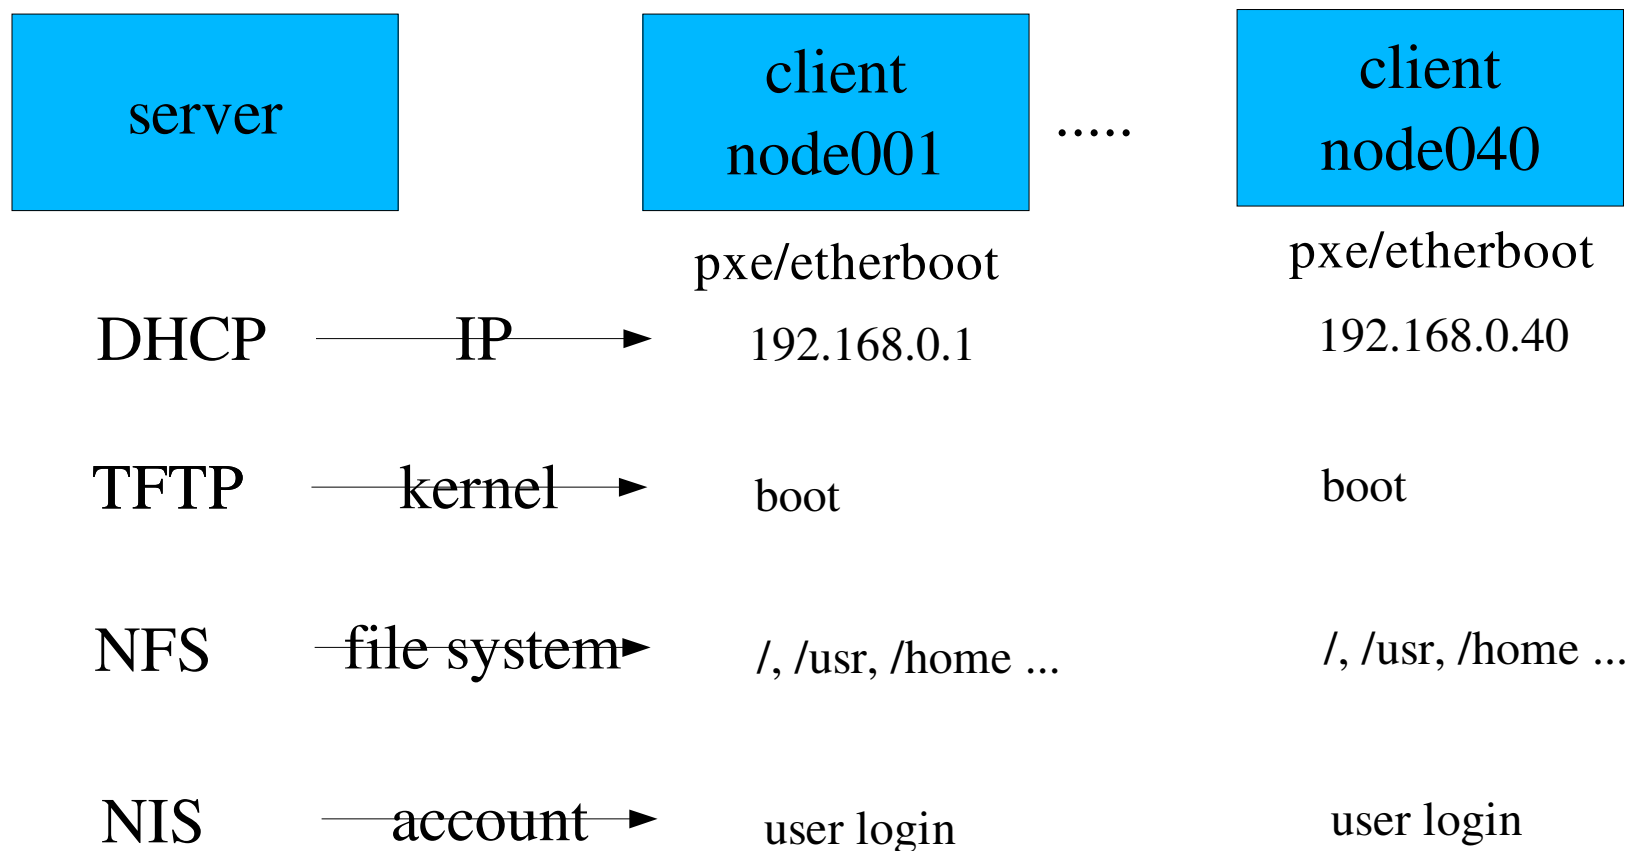 server
client
node001
.....
client
node040
pxe/etherboot
pxe/etherboot
DHCP IP 192.168.0.1 192.168.0.40
TFTP kernel boot boot
NFS file system /, /usr, /home ... /, /usr, /home ...
NIS account user login user login